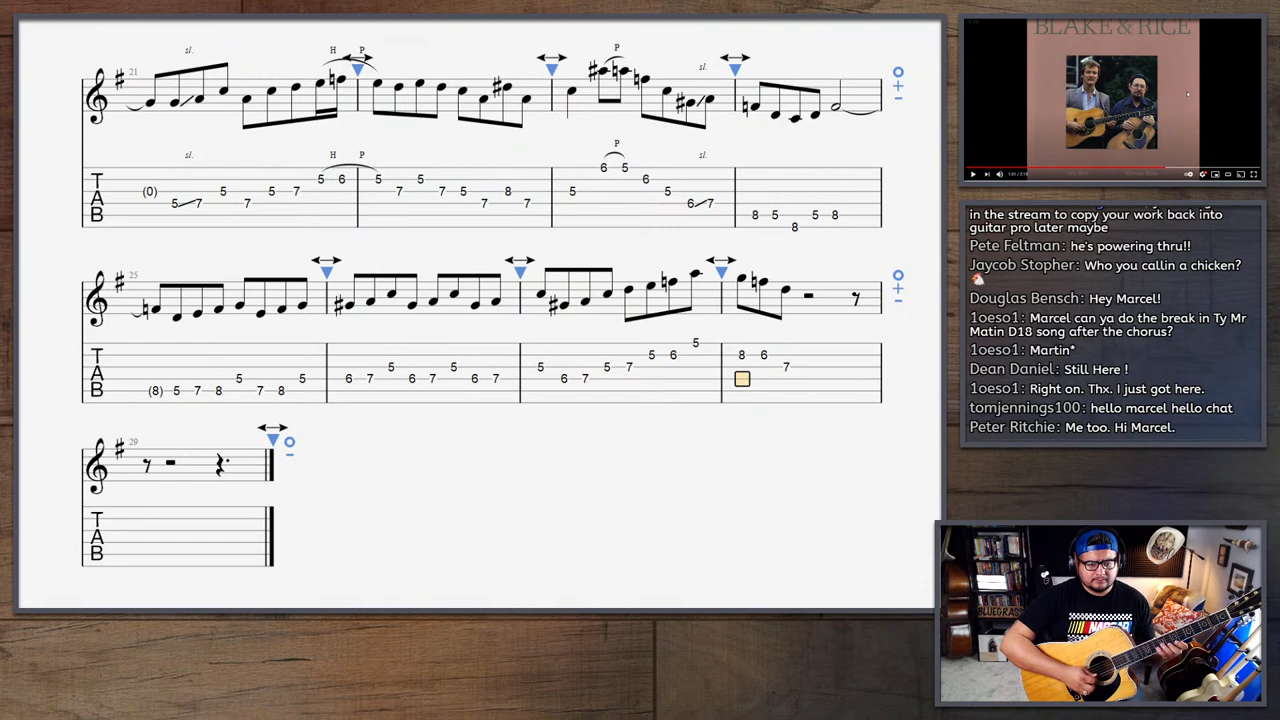 21
sl.
H
P
P
sl.
sl.
H
P
P
sl.
T
A
B
(0)
5
7
5
7
5
7
5
6
5
7
5
7
5
7
8
7
5
6
5
6
5
6
7
8
5
8
5
8
25
T
A
B
(8)
5
7
8
5
7
8
5
6
7
5
6
7
5
6
7
5
6
7
5
7
5
6
5
8
6
7
29
T
A
B
BLAKE & RICE
in the stream to copy your work back into
guitar pro later maybe
Pete Feltman: he's powering thru!!
Jaycob Stopher: Who you callin a chicken?
Douglas Bensch: Hey Marcel!
1oeso1: Marcel can ya do the break in Ty Mr
Matin D18 song after the chorus?
1oeso1: Martin*
Dean Daniel: Still Here !
1oeso1: Right on. Thx. I just got here.
tomjennings100: hello marcel hello chat
Peter Ritchie: Me too. Hi Marcel.
BLUEGRASS